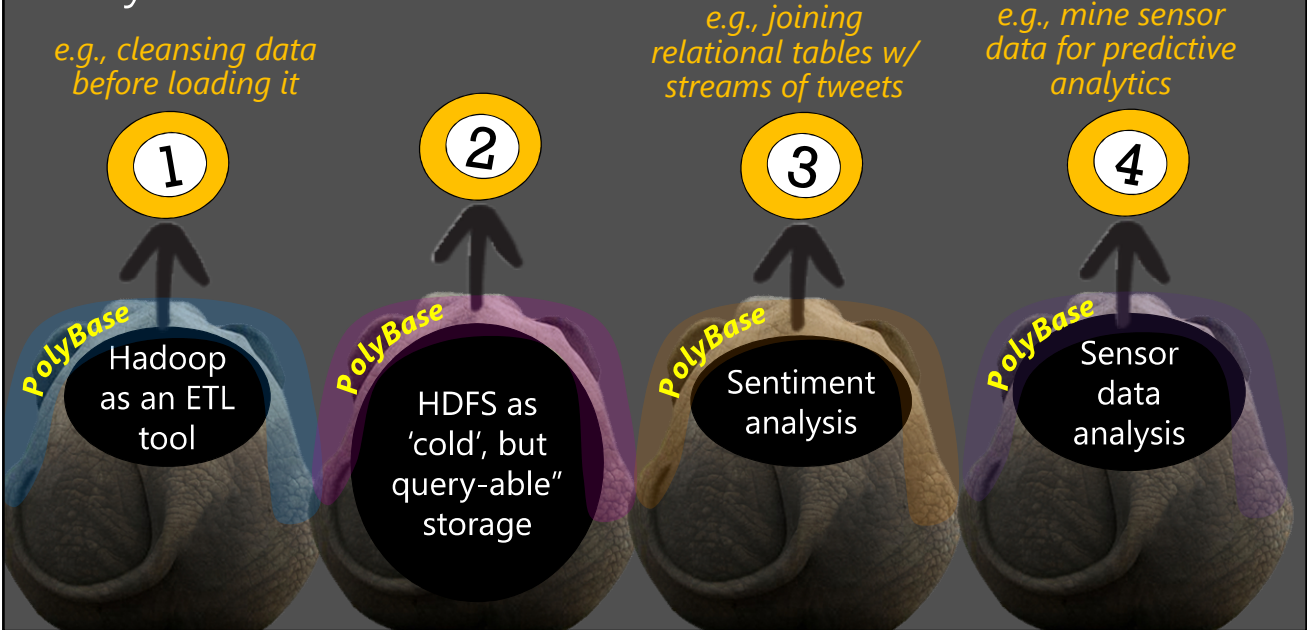 e.g., cleansing data
before loading it
e.g., joining
relational tables w/
streams of tweets
e.g., mine sensor
data for predictive
analytics
1
2
3
4
PolyBase
Hadoop
as an ETL
tool
PolyBase
HDFS as
‘cold’, but
query-able”
storage
PolyBase
Sentiment
analysis
PolyBase
Sensor
data
analysis